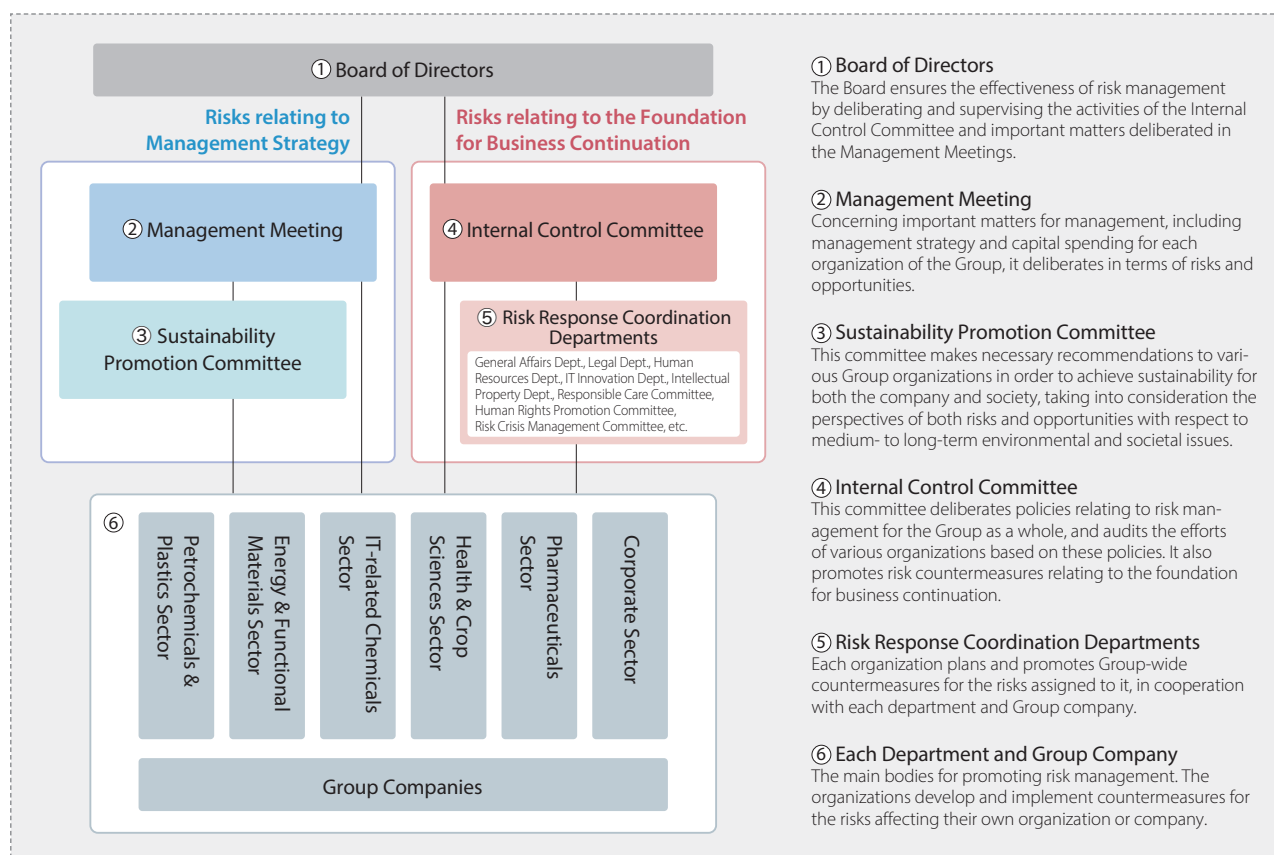 ① Board of Directors
Risks relating to
Management Strategy
Risks relating to the Foundation
for Business Continuation
② Management Meeting
③ Sustainability
Promotion Committee
④ Internal Control Committee
⑤ Risk Response Coordination
Departments
General Affairs Dept., Legal Dept., Human
Resources Dept., IT Innovation Dept., Intellectual
Property Dept., Responsible Care Committee,
Human Rights Promotion Committee,
Risk Crisis Management Committee, etc.
⑥
Petrochemicals &
Plastics Sector
Energy & Functional
Materials Sector
IT-related Chemicals
Sector
Health & Crop
Sciences Sector
Pharmaceuticals
Sector
Corporate Sector
Group Companies
① Board of Directors
The Board ensures the effectiveness of risk management
by deliberating and supervising the activities of the Internal
Control Committee and important matters deliberated in
the Management Meetings.
② Management Meeting
Concerning important matters for management, including
management strategy and capital spending for each
organization of the Group, it deliberates in terms of risks and
opportunities.
③ Sustainability Promotion Committee
This committee makes necessary recommendations to vari-
ous Group organizations in order to achieve sustainability for
both the company and society, taking into consideration the
perspectives of both risks and opportunities with respect to
medium- to long-term environmental and societal issues.
④ Internal Control Committee
This committee deliberates policies relating to risk man-
agement for the Group as a whole, and audits the efforts
of various organizations based on these policies. It also
promotes risk countermeasures relating to the foundation
for business continuation.
⑤ Risk Response Coordination Departments
Each organization plans and promotes Group-wide
countermeasures for the risks assigned to it, in cooperation
with each department and Group company.
⑥ Each Department and Group Company
The main bodies for promoting risk management. The
organizations develop and implement countermeasures for
the risks affecting their own organization or company.